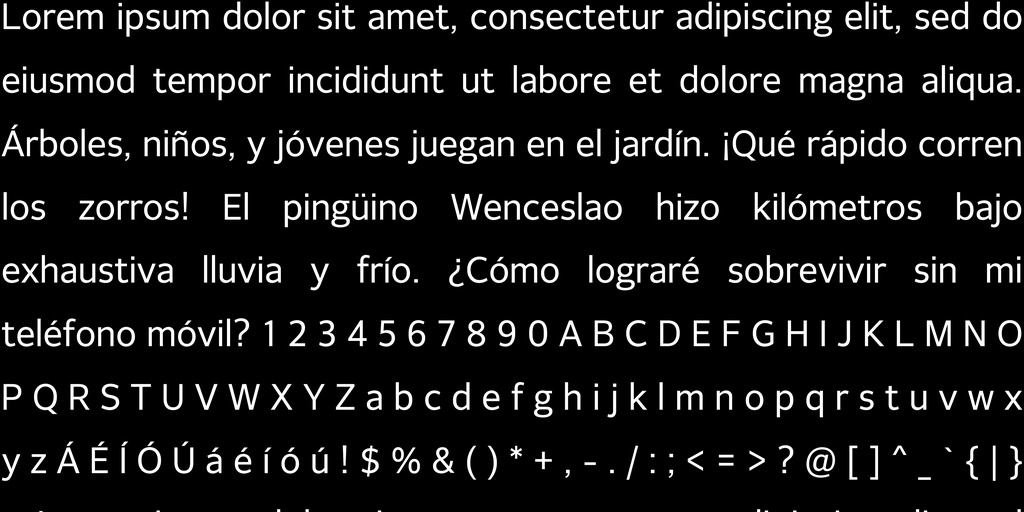 Lorem ipsum dolor sit amet, consectetur adipiscing elit, sed do
eiusmod tempor incididunt ut labore et dolore magna aliqua.
Árboles, niños, y jóvenes juegan en el jardín. ¡Qué rápido corren
los zorros! El pingüino Wenceslao hizo kilómetros bajo
exhaustiva lluvia y frío. ¿Cómo lograré sobrevivir sin mi
teléfono móvil? 1 2 3 4 5 6 7 8 9 0 A B C D E F G H I J K L M N O
P Q R S T U V W X Y Z a b c d e f g h i j k l m n o p q r s t u v w x
y z Á É Í Ó Ú á é í ó ú ! $ % & ( ) * + , - . / : ; < = > ? @ [ ] ^ _ ` { | }